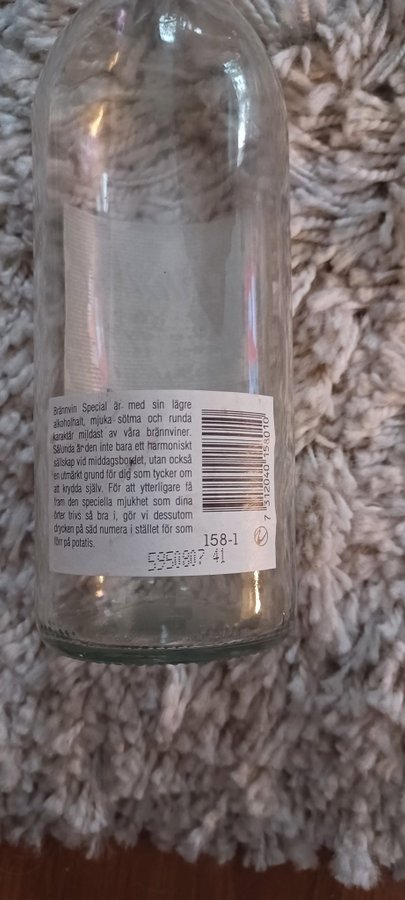 Brännvin Special är med sin lägre
alkoholhalt, mjuka sötma och runda
karaktär mildast av våra brännviner.
Sålunda är den inte bara ett harmoniskt
sällskap vid middagsbordet, utan också
en utmärkt grund för dig som tycker om
att krydda själv. För att ytterligare få
fram den speciella mjukhet som dina
örter trivs så bra i, gör vi dessutom
drycken på säd numera i stället för som
förr på potatis.
7 312040 158010
158-1
5950807 41